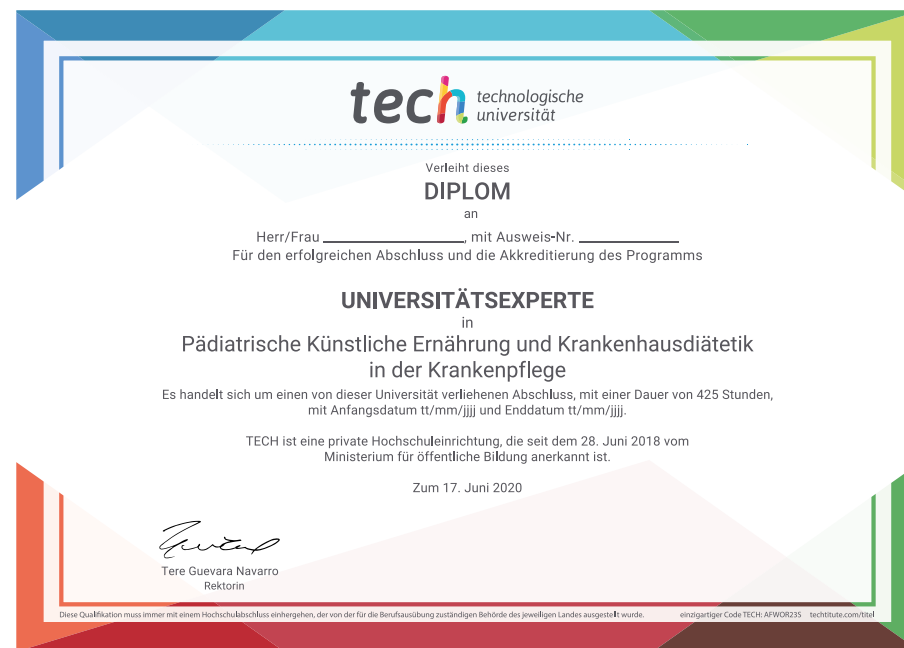 tech technologische
universität
Verleiht dieses
DIPLOM
an
Herr/Frau ____________, mit Ausweis-Nr. ____________
Für den erfolgreichen Abschluss und die Akkreditierung des Programms
UNIVERSITÄTSEXPERTE
in
Pädiatrische Künstliche Ernährung und Krankenhausdiätetik
in der Krankenpflege
Es handelt sich um einen von dieser Universität verliehenen Abschluss, mit einer Dauer von 425 Stunden,
mit Anfangsdatum tt/mm/jjjj und Enddatum tt/mm/jjjj.
TECH ist eine private Hochschuleinrichtung, die seit dem 28. Juni 2018 vom
Ministerium für öffentliche Bildung anerkannt ist.
Zum 17. Juni 2020
Tere Guevara Navarro
Rektorin
Diese Qualifikation muss immer mit einem Hochschulabschluss einhergehen, der von der für die Berufsausübung zuständigen Behörde des jeweiligen Landes ausgestellt wurde. einzigartiger Code TECH: AFWOR23S techtitute.com/titel